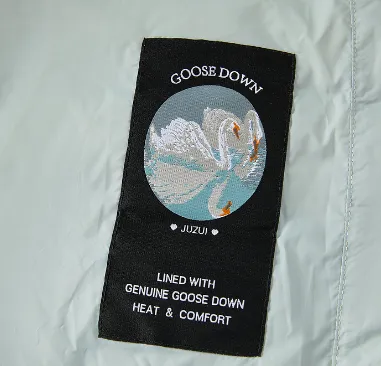 GOOSE DOWN
JUZUI
LINED WITH
GENUINE GOOSE DOWN
HEAT & COMFORT